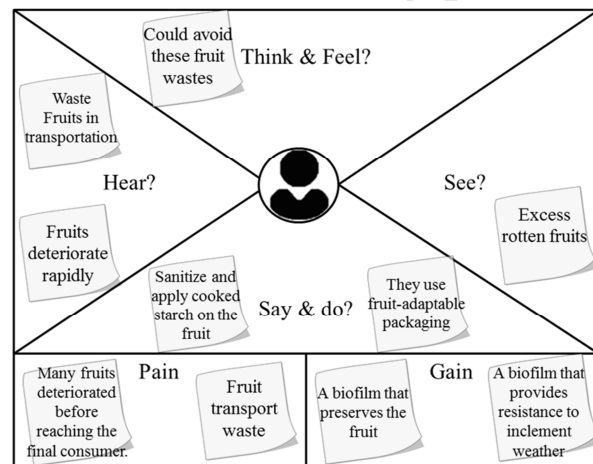 Could avoid
these fruit
wastes
Think & Feel?
Waste
Fruits in
transportation
Hear?
See?
Fruits
deteriorate
rapidly
Excess
rotten fruits
Sanitize and
apply cooked
starch on the
fruit
Say & do?
They use
fruit-adaptable
packaging
Pain
Many fruits
deteriorated
before
reaching the
final consumer.
Fruit
transport
waste
Gain
A biofilm that
preserves the
fruit
A biofilm that
provides
resistance to
inclement
weather